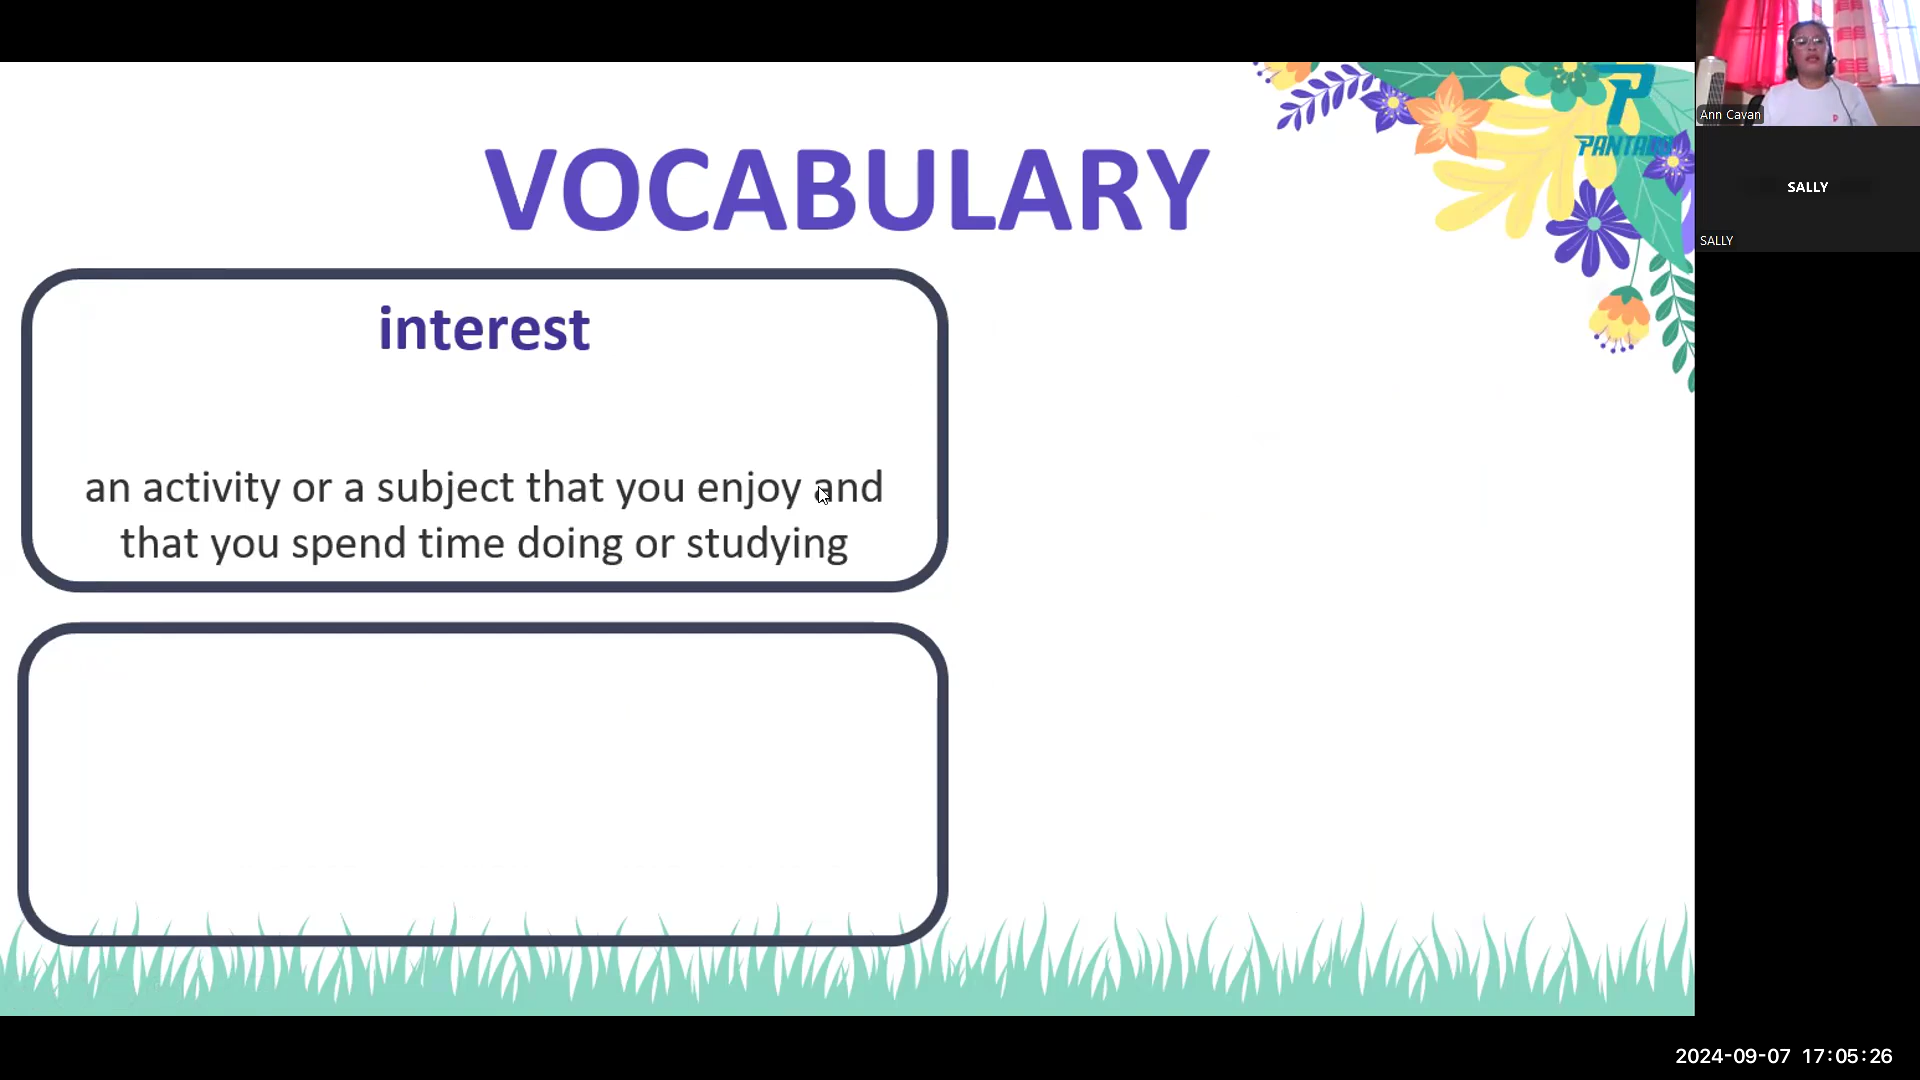 VOCABULARY
interest
an activity or a subject that you enjoy and
that you spend time doing or studying
Ann Cavan
SALLY
SALLY
2024-09-07 17:05:26